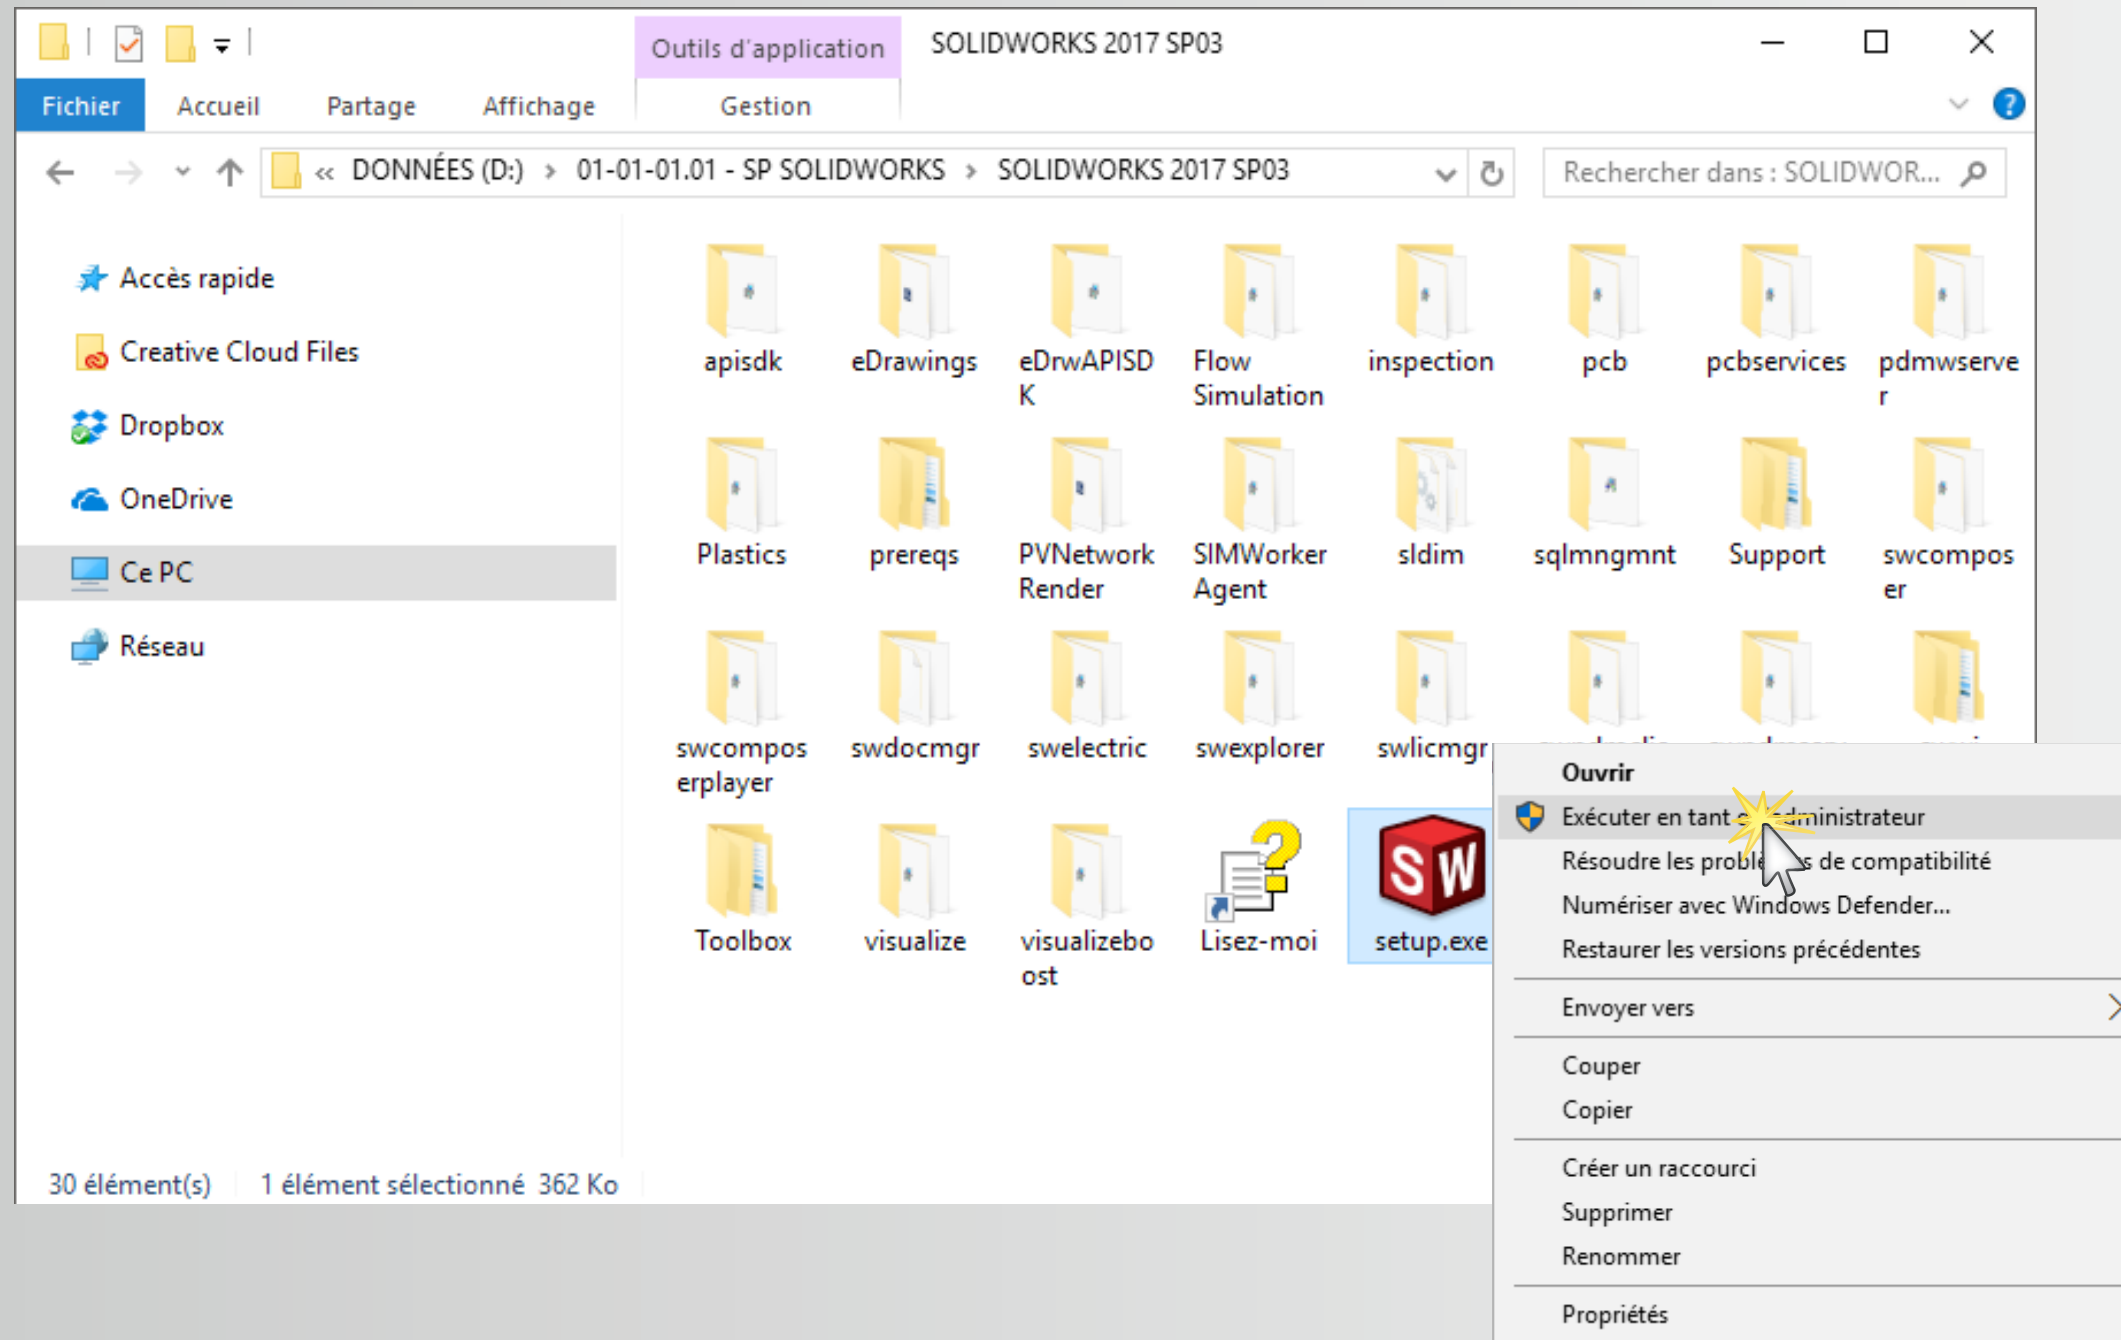 Outils d'application
SOLIDWORKS 2017 SP03
Fichier
Accueil
Partage
Affichage
Gestion
?
« DONNÉES (D:) > 01-01-01.01 - SP SOLIDWORKS > SOLIDWORKS 2017 SP03
Rechercher dans : SOLIDWOR...
Accès rapide
Creative Cloud Files
Dropbox
OneDrive
Ce PC
Réseau
apisdk
eDrawings
eDrwAPISD
K
Flow
Simulation
inspection
pcb
pcbservices
pdmwserve
r
Plastics
prereqs
PVNetwork
Render
SIMWorker
Agent
sldim
sqlmngmnt
Support
swcompos
er
swcompos
erplayer
swdocmgr
swelectric
swexplorer
swlicmgr
Toolbox
visualize
visualizebo
ost
Lisez-moi
SW
setup.exe
Ouvrir
Exécuter en tant administrateur
Résoudre les problèmes de compatibilité
Numériser avec Windows Defender...
Restaurer les versions précédentes
Envoyer vers
Couper
Copier
Créer un raccourci
Supprimer
Renommer
Propriétés
30 élément(s)
1 élément sélectionné 362 Ko